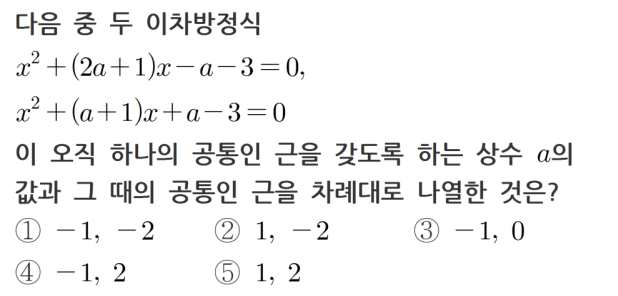 다음 중 두 이차방정식
x²+(2a+1)x−a−3=0,
x²+(a+1)x+a−3=0
이 오직 하나의 공통인 근을 갖도록 하는 상수 a의
값과 그 때의 공통인 근을 차례대로 나열한 것은?
① −1, −2 ② 1, −2 ③ −1, 0
④ −1, 2 ⑤ 1, 2